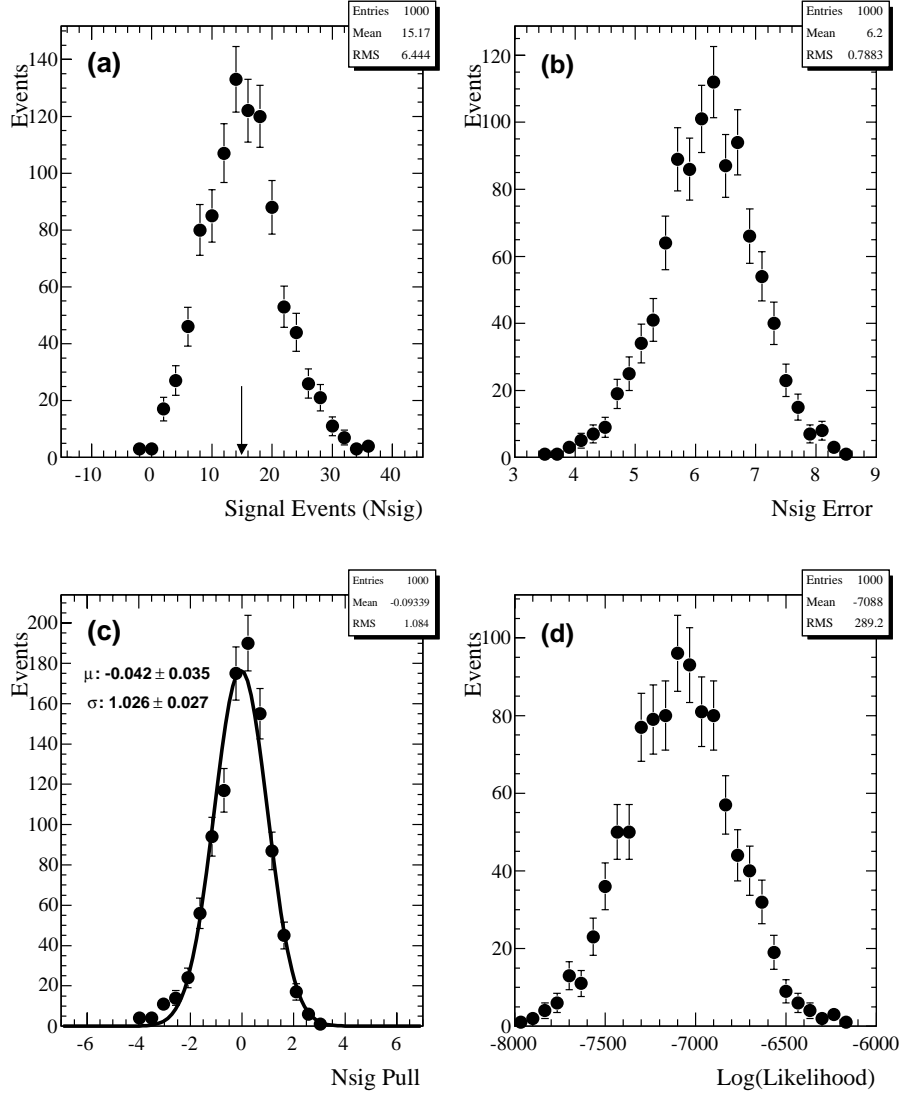 Entries 1000
Mean 15.17
RMS 6.444
(a)
Events
140
120
100
80
60
40
20
0
-10 0 10 20 30 40
Signal Events (Nsig)
Entries 1000
Mean 6.2
RMS 0.7883
(b)
Events
120
100
80
60
40
20
0
3 4 5 6 7 8 9
Nsig Error
Entries 1000
Mean -0.09339
RMS 1.084
(c)
Events
μ: -0.042 ± 0.035
σ: 1.026 ± 0.027
200
180
160
140
120
100
80
60
40
20
0
-6 -4 -2 0 2 4 6
Nsig Pull
Entries 1000
Mean -7088
RMS 289.2
(d)
Events
100
80
60
40
20
0
-8000 -7500 -7000 -6500 -6000
Log(Likelihood)